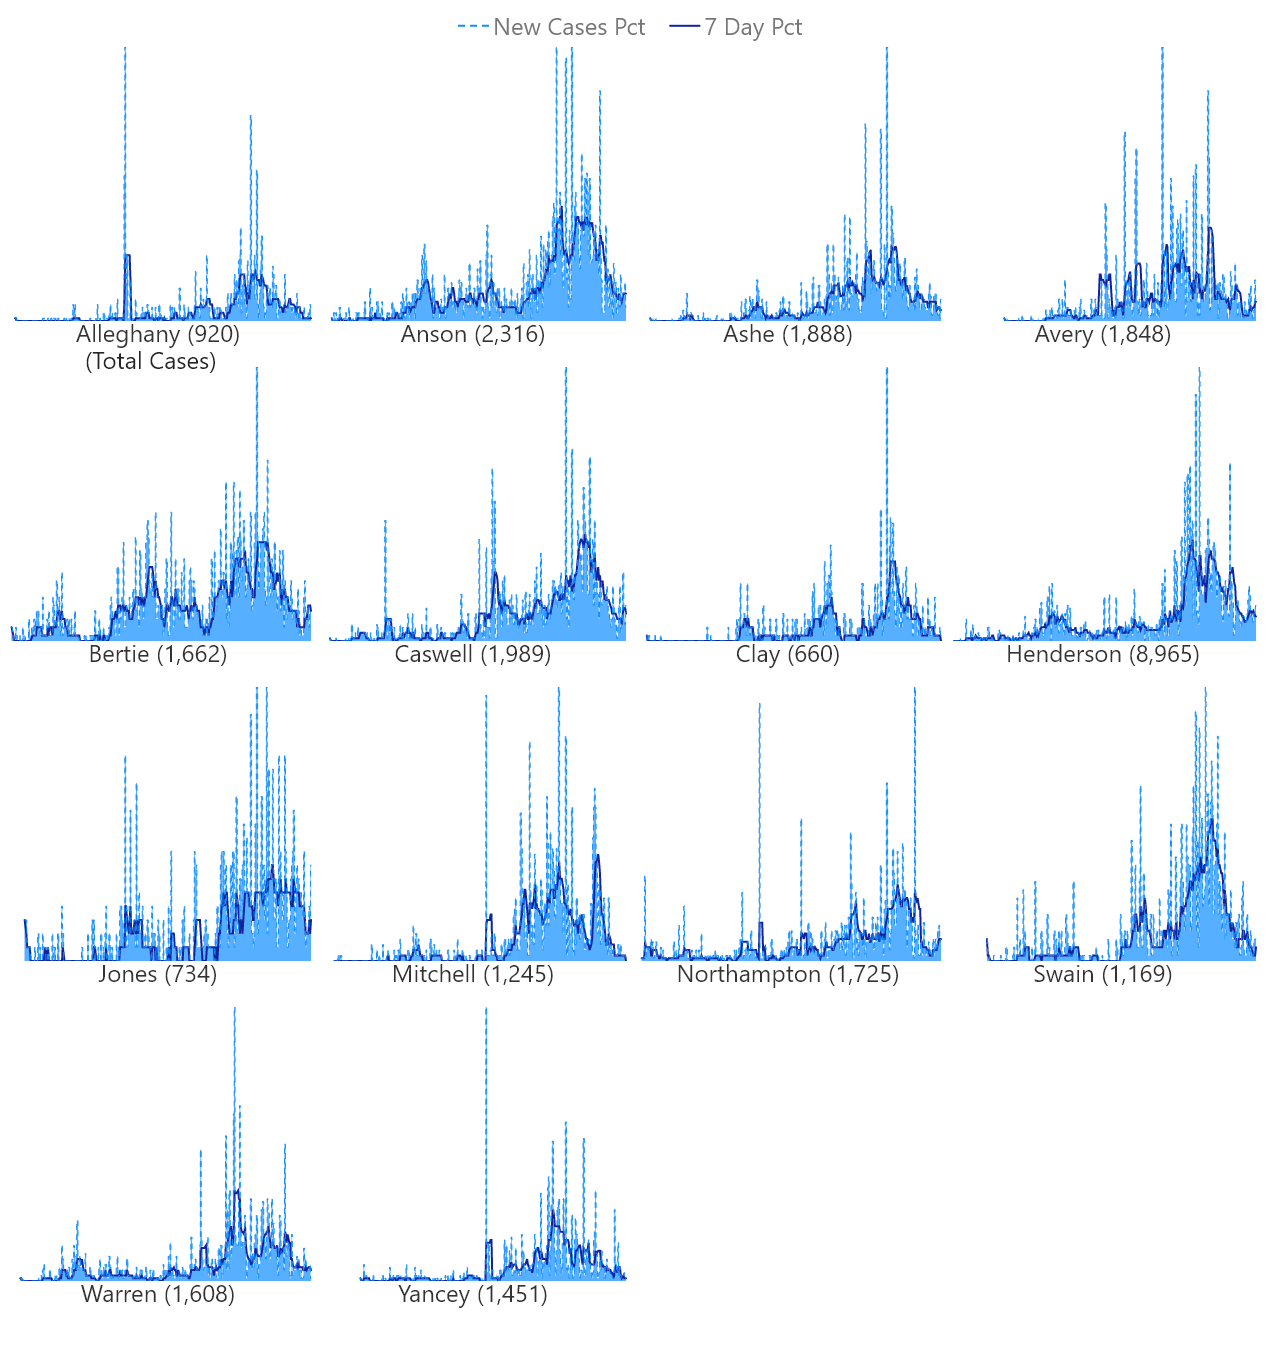 New Cases Pct 7 Day Pct
Alleghany (920) Anson (2,316) Ashe (1,888) Avery (1,848)
(Total Cases)
Bertie (1,662) Caswell (1,989) Clay (660) Henderson (8,965)
Jones (734) Mitchell (1,245) Northampton (1,725) Swain (1,169)
Warren (1,608) Yancey (1,451)